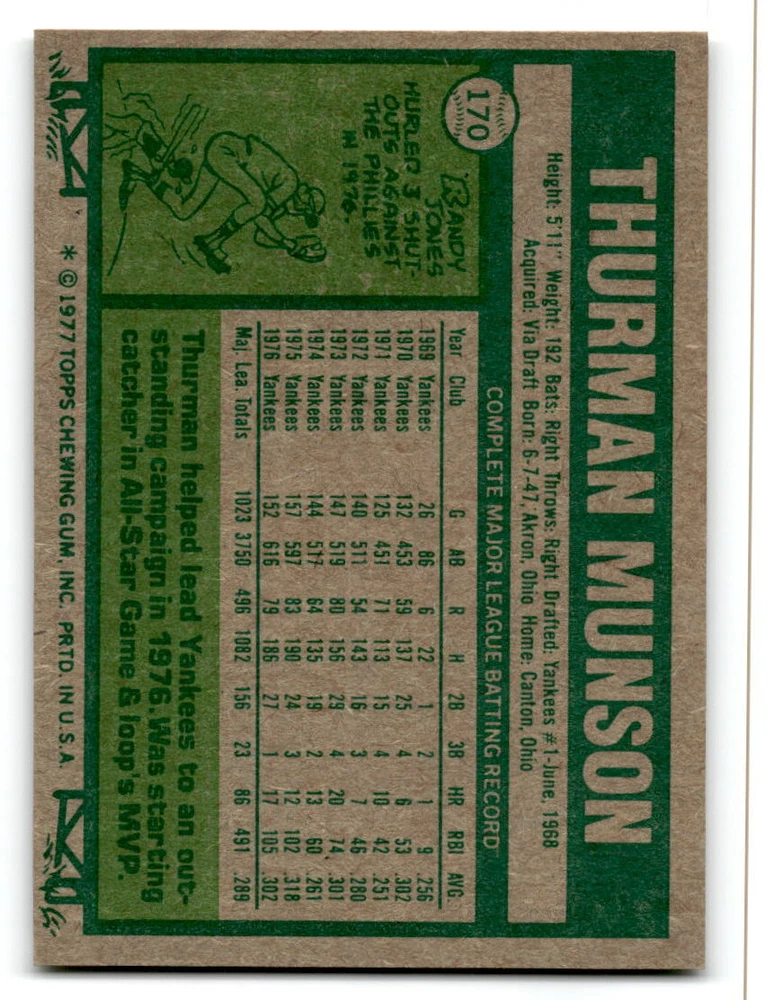 170
THURMAN MUNSON
Height: 5'11" Weight: 192 Bats: Right Throws: Right Drafted: Yankees #1-June, 1968
Acquired: Via Draft Born: 6-7-47, Akron, Ohio Home: Canton, Ohio
COMPLETE MAJOR LEAGUE BATTING RECORD
Year Club G AB R H 2B 3B HR RBI AVG.
1969 Yankees 26 86 6 22 1 2 1 9 .256
1970 Yankees 132 453 59 137 25 4 6 53 .302
1971 Yankees 125 451 71 113 15 4 10 42 .251
1972 Yankees 140 511 54 143 16 3 7 46 .280
1973 Yankees 147 519 80 156 29 4 20 74 .301
1974 Yankees 144 517 64 135 19 2 13 60 .261
1975 Yankees 157 597 83 190 24 3 12 102 .318
1976 Yankees 152 616 79 186 27 1 17 105 .302
Maj. Lea. Totals 1023 3750 496 1082 156 23 86 491 .289
RANDY
JONES
HURLED 3 SHUT-
OUTS AGAINST
THE PHILLIES
IN 1976.
Thurman helped lead Yankees to an out-
standing campaign in 1976. Was starting
catcher in All-Star Game & loop's MVP.
* © 1977 TOPPS CHEWING GUM, INC. PRTD. IN U.S.A.